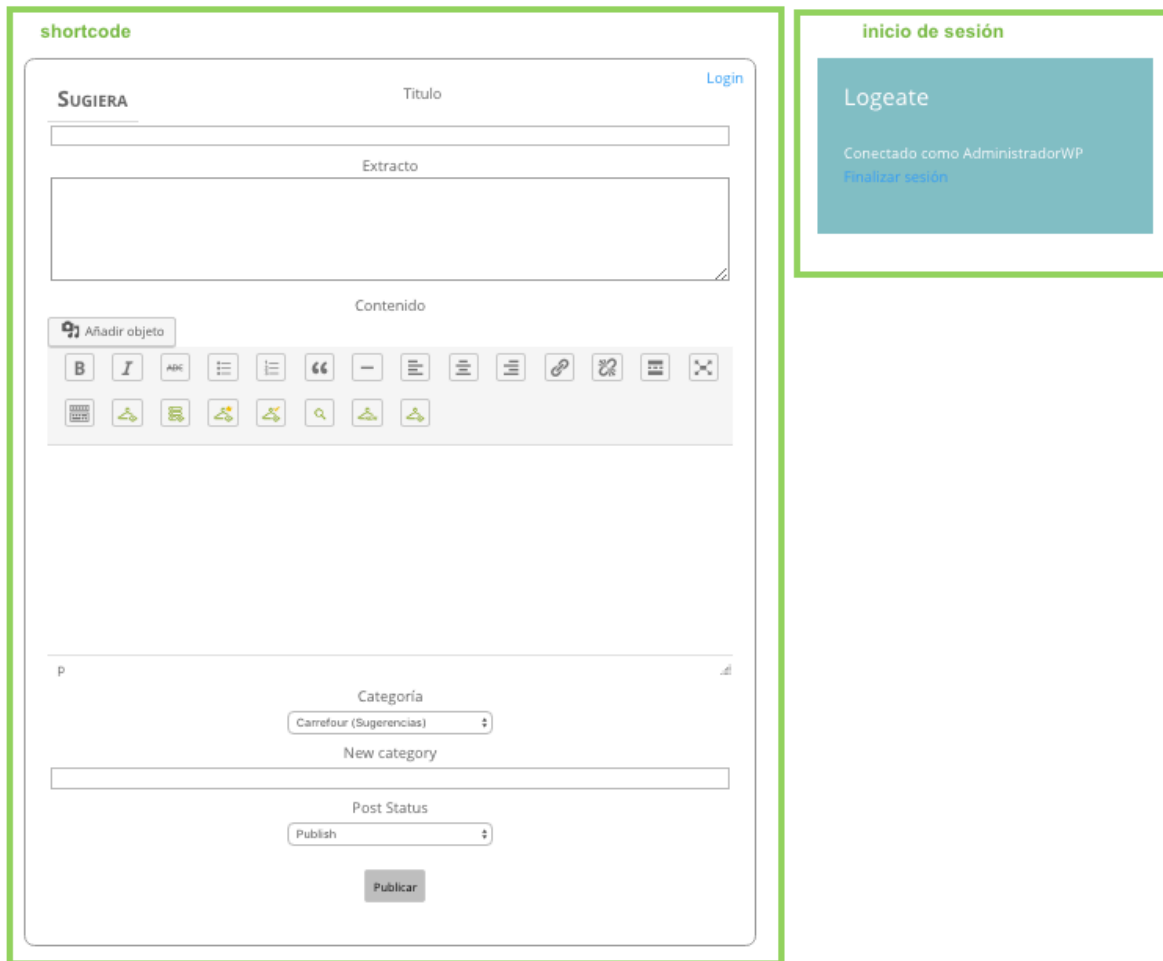 shortcode
Login
SUGIERA
Titulo
Extracto
Contenido
Añadir objeto
B I ABC
p
Categoría
Carrefour (Sugerencias)
New category
Post Status
Publish
Publicar
inicio de sesión
Logeate
Conectado como AdministradorWP
Finalizar sesión